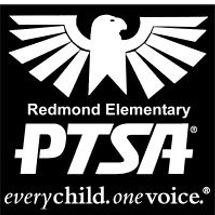 Redmond Elementary
PTSA®
everychild.onevoice.®